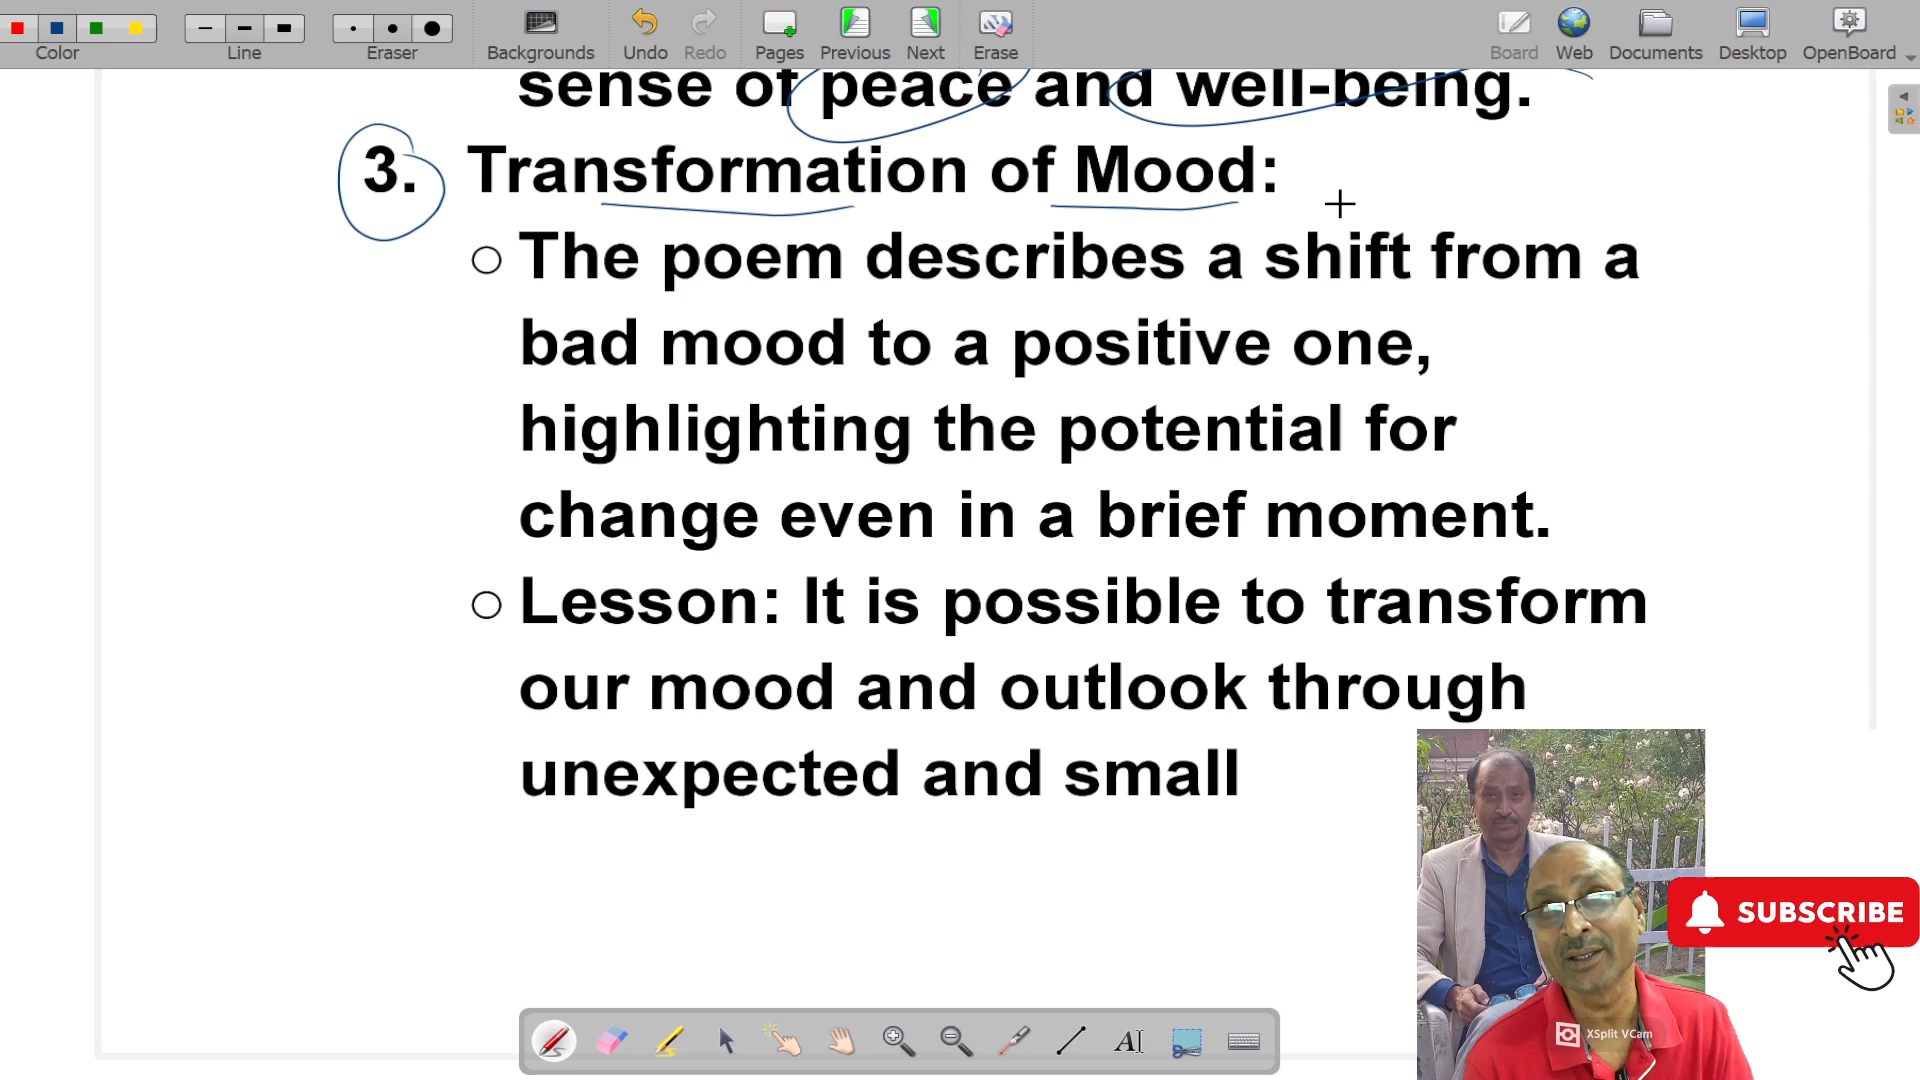 Color
Line
Eraser
Backgrounds
Undo
Redo
Pages
Previous
Next
Erase
Board
Web
Documents
Desktop
OpenBoard
sense of peace and well-being.
3. Transformation of Mood:
The poem describes a shift from a
bad mood to a positive one,
highlighting the potential for
change even in a brief moment.
Lesson: It is possible to transform
our mood and outlook through
unexpected and small
SUBSCRIBE
XSplit VCam
AI